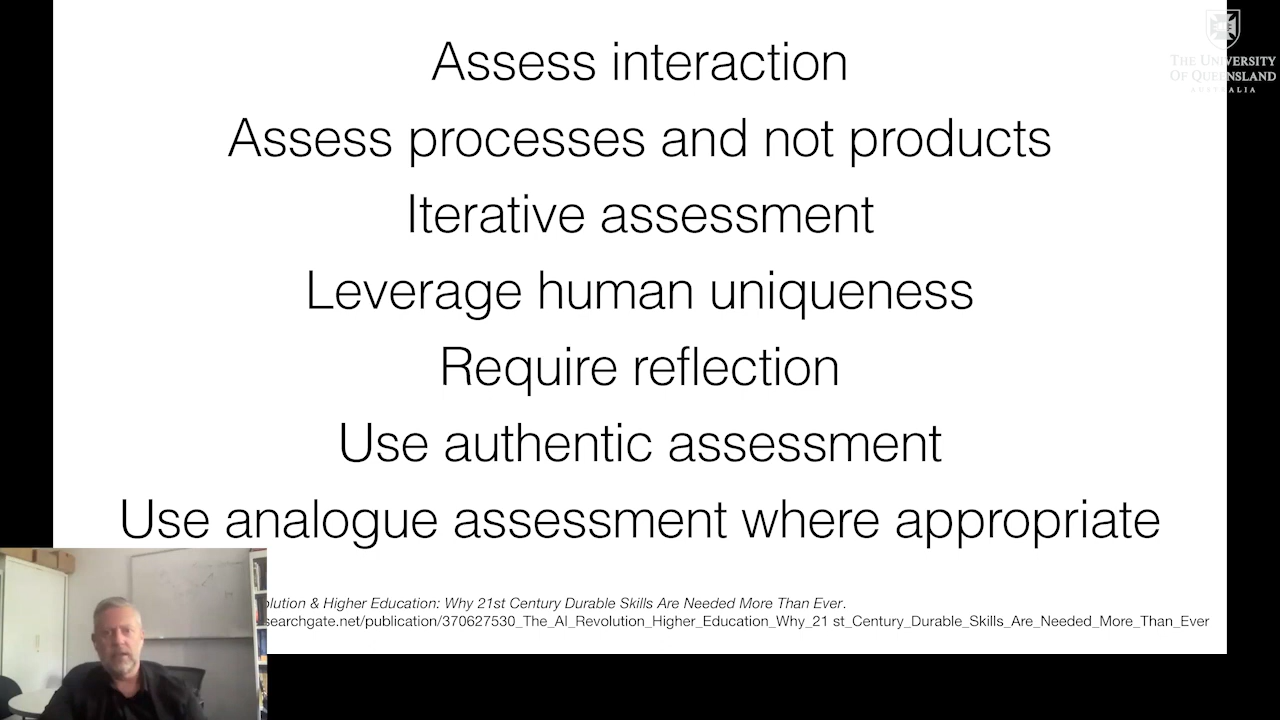 THE UNIVERSITY
OF QUEENSLAND
AUSTRALIA
Assess interaction
Assess processes and not products
Iterative assessment
Leverage human uniqueness
Require reflection
Use authentic assessment
Use analogue assessment where appropriate
olution & Higher Education: Why 21st Century Durable Skills Are Needed More Than Ever.
searchgate.net/publication/370627530_The_AI_Revolution_Higher_Education_Why_21 st_Century_Durable_Skills_Are_Needed_More_Than_Ever